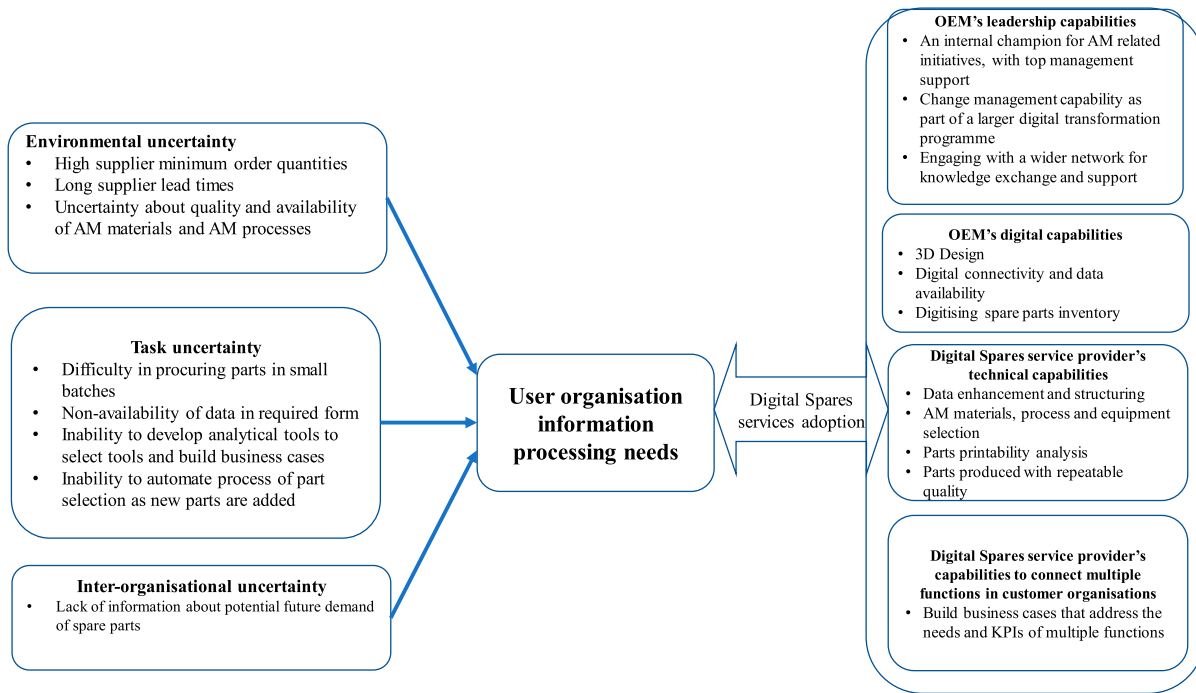 Environmental uncertainty
• High supplier minimum order quantities
• Long supplier lead times
• Uncertainty about quality and availability
of AM materials and AM processes
Task uncertainty
• Difficulty in procuring parts in small
batches
• Non-availability of data in required form
• Inability to develop analytical tools to
select tools and build business cases
• Inability to automate process of part
selection as new parts are added
Inter-organisational uncertainty
• Lack of information about potential future demand
of spare parts
User organisation
information
processing needs
Digital Spares
services adoption
OEM’s leadership capabilities
• An internal champion for AM related
initiatives, with top management
support
• Change management capability as
part of a larger digital transformation
programme
• Engaging with a wider network for
knowledge exchange and support
OEM’s digital capabilities
• 3D Design
• Digital connectivity and data
availability
• Digitising spare parts inventory
Digital Spares service provider’s
technical capabilities
• Data enhancement and structuring
• AM materials, process and equipment
selection
• Parts printability analysis
• Parts produced with repeatable
quality
Digital Spares service provider’s
capabilities to connect multiple
functions in customer organisations
• Build business cases that address the
needs and KPIs of multiple functions